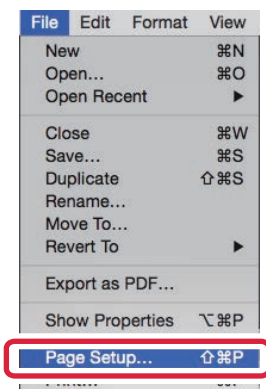 File Edit Format View
New ⌘N
Open... ⌘O
Open Recent ▶
Close ⌘W
Save... ⌘S
Duplicate ⇧⌘S
Rename...
Move To...
Revert To ▶
Export as PDF...
Show Properties ⌥⌘P
Page Setup... ⇧⌘P